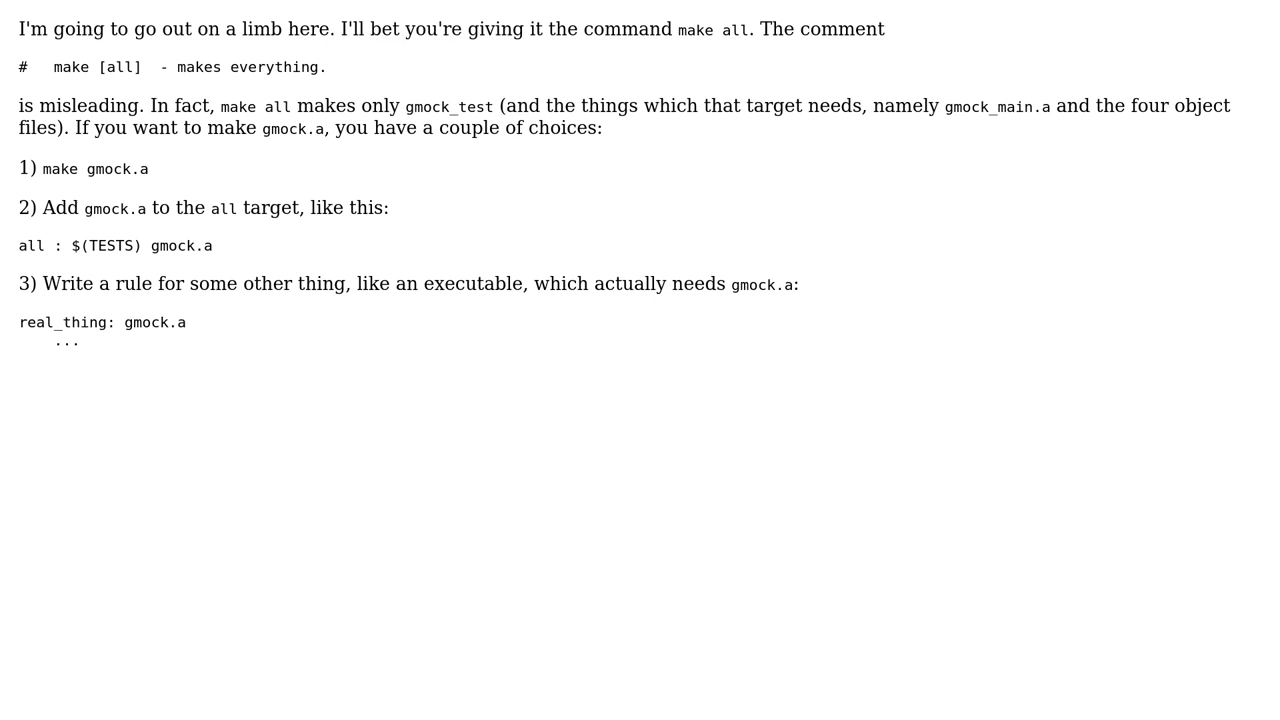 I'm going to go out on a limb here. I'll bet you're giving it the command make all. The comment
#   make [all]  - makes everything.
is misleading. In fact, make all makes only gmock_test (and the things which that target needs, namely gmock_main.a and the four object
files). If you want to make gmock.a, you have a couple of choices:
1) make gmock.a
2) Add gmock.a to the all target, like this:
all : $(TESTS) gmock.a
3) Write a rule for some other thing, like an executable, which actually needs gmock.a:
real_thing: gmock.a
    ...